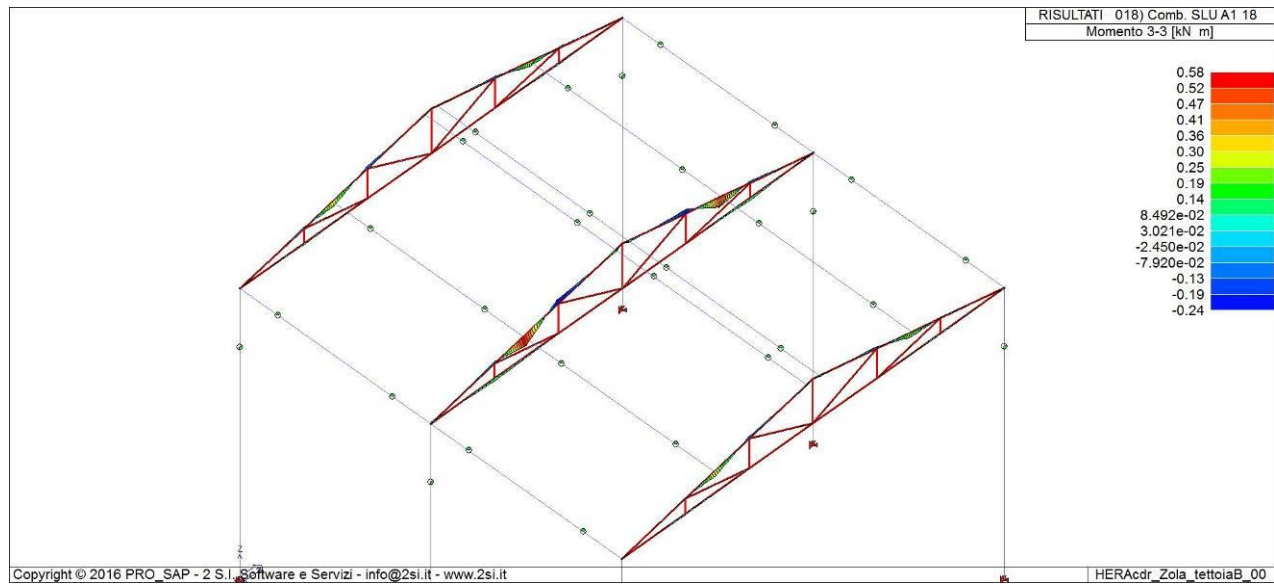 RISULTATI 018) Comb. SLU A1 18
Momento 3-3 [kN m]
0.58
0.52
0.47
0.41
0.36
0.30
0.25
0.19
0.14
8.492e-02
3.021e-02
-2.450e-02
-7.920e-02
-0.13
-0.19
-0.24
Z
Copyright © 2016 PRO_SAP - 2 S.I. Software e Servizi - info@2si.it - www.2si.it
HERAcdr_Zola_tettoiaB_00